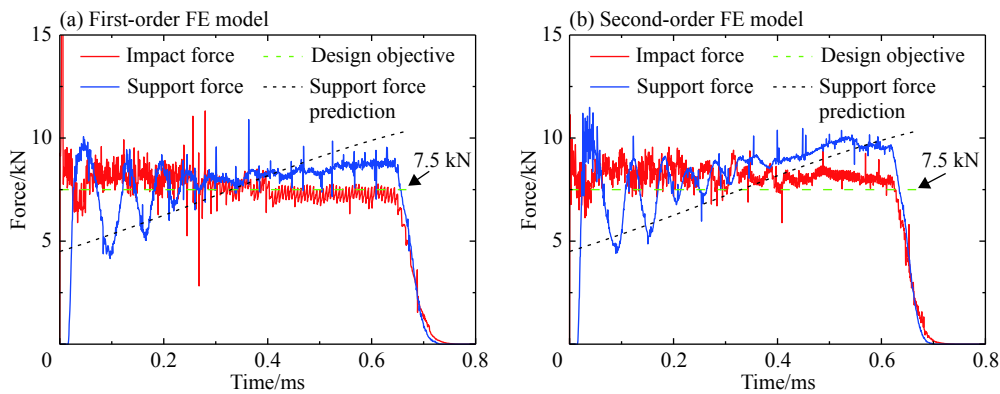 (a) First-order FE model
15
10
5
0
0.2
0.4
0.6
0.8
Force/kN
Time/ms
Impact force
Support force
Design objective
Support force
prediction
7.5 kN
(b) Second-order FE model
15
10
5
0
0.2
0.4
0.6
0.8
Force/kN
Time/ms
Impact force
Support force
Design objective
Support force
prediction
7.5 kN